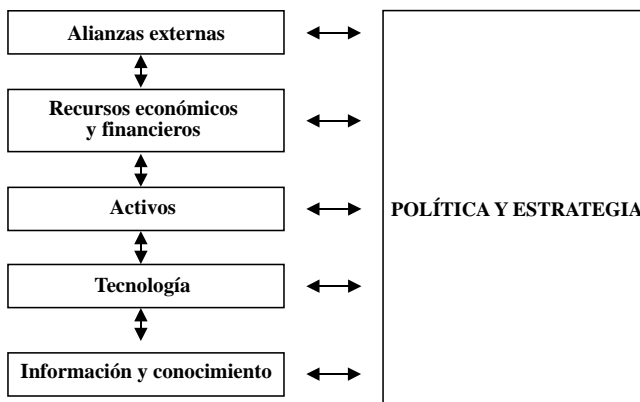 Alianzas externas
Recursos económicos
y financieros
Activos
POLÍTICA Y ESTRATEGIA
Tecnología
Información y conocimiento